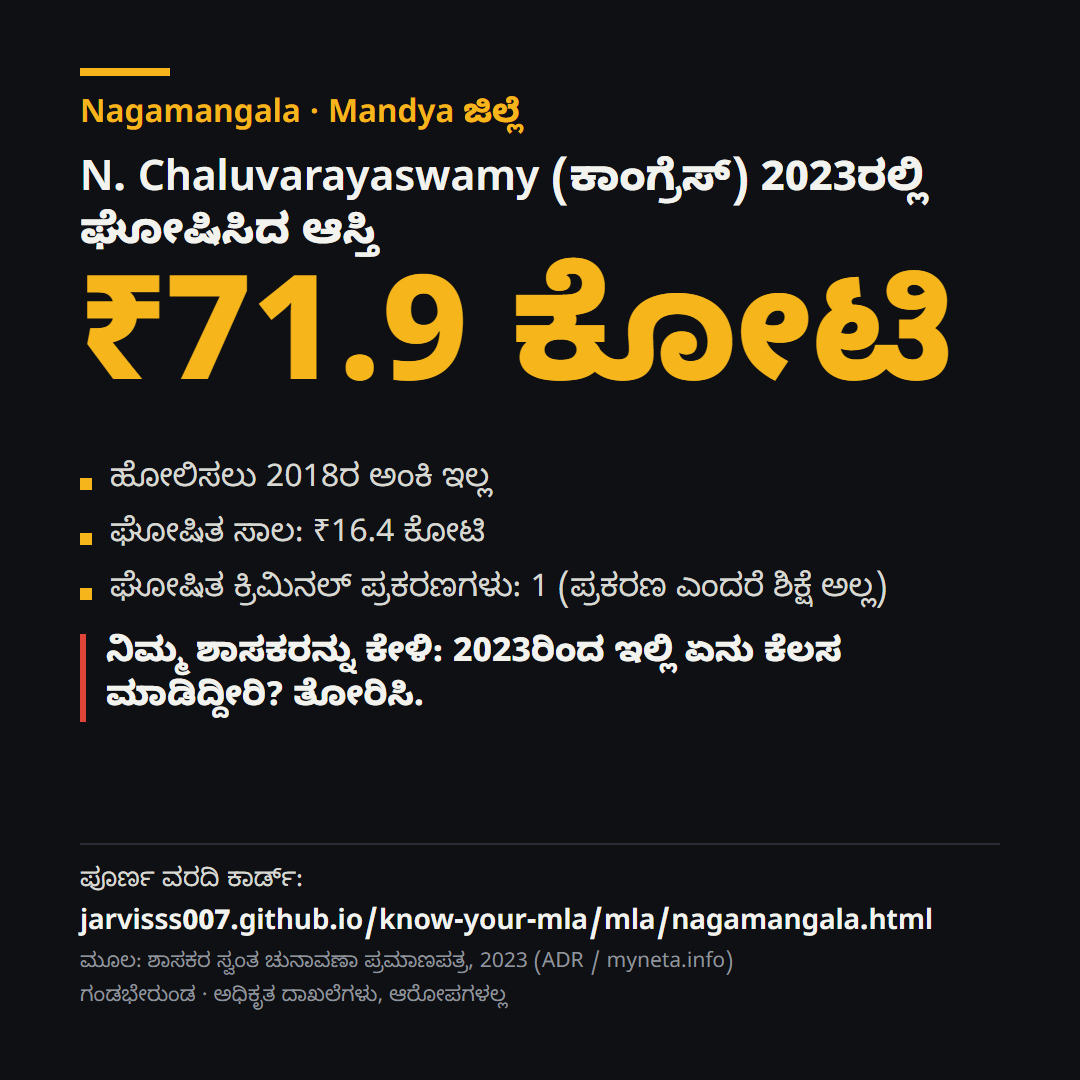 Nagamangala · Mandya ಜಿಲ್ಲೆ
N. Chaluvarayaswamy (ಕಾಂಗ್ರೆಸ್) 2023ರಲ್ಲಿ
ಘೋಷಿಸಿದ ಆಸ್ತಿ
₹71.9 ಕೋಟಿ
ಹೋಲಿಸಲು 2018ರ ಅಂಕಿ ಇಲ್ಲ
ಘೋಷಿತ ಸಾಲ: ₹16.4 ಕೋಟಿ
ಘೋಷಿತ ಕ್ರಿಮಿನಲ್ ಪ್ರಕರಣಗಳು: 1 (ಪ್ರಕರಣ ಎಂದರೆ ಶಿಕ್ಷೆ ಅಲ್ಲ)
ನಿಮ್ಮ ಶಾಸಕರನ್ನು ಕೇಳಿ: 2023ರಿಂದ ಇಲ್ಲಿ ಏನು ಕೆಲಸ
ಮಾಡಿದ್ದೀರಿ? ತೋರಿಸಿ.
ಪೂರ್ಣ ವರದಿ ಕಾರ್ಡ್:
jarvisss007.github.io/know-your-mla/mla/nagamangala.html
ಮೂಲ: ಶಾಸಕರ ಸ್ವಂತ ಚುನಾವಣಾ ಪ್ರಮಾಣಪತ್ರ, 2023 (ADR / myneta.info)
ಗಂಡಭೇರುಂಡ · ಅಧಿಕೃತ ದಾಖಲೆಗಳು, ಆರೋಪಗಳಲ್ಲ